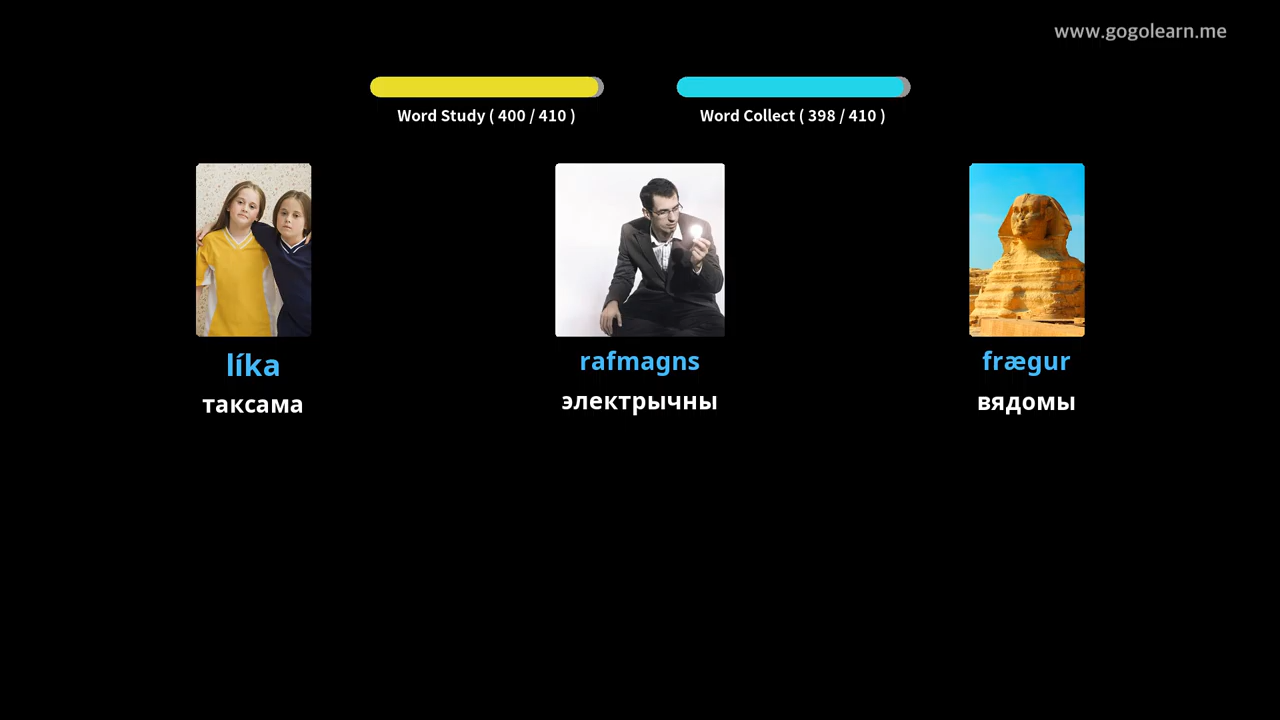 www.gogolearn.me
Word Study ( 400 / 410 )
Word Collect ( 398 / 410 )
líka
rafmagns
frægur
таксама
электрычны
вядомы